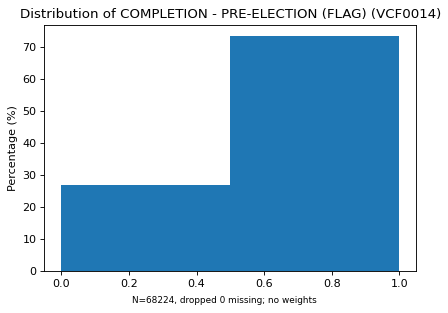 Distribution of COMPLETION - PRE-ELECTION (FLAG) (VCF0014)
70
60
50
40
30
20
10
0
Percentage (%)
0.0 0.2 0.4 0.6 0.8 1.0
N=68224, dropped 0 missing; no weights